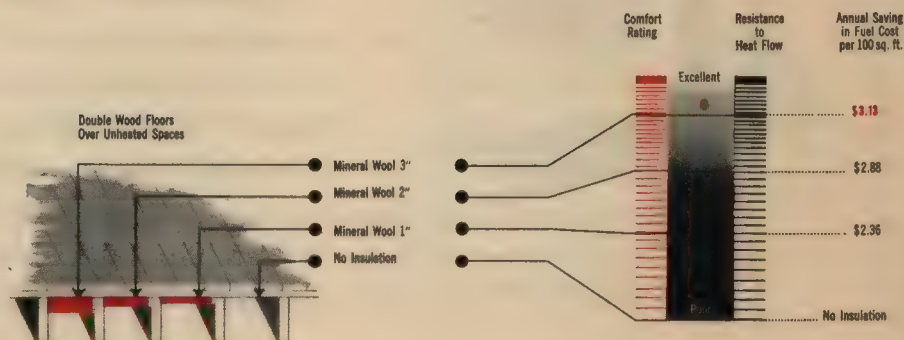 Comfort
Rating
Resistance
to
Heat Flow
Annual Saving
in Fuel Cost
per 100 sq. ft.
Excellent
Double Wood Floors
Over Unheated Spaces
$3.13
Mineral Wool 3"
$2.88
Mineral Wool 2"
Mineral Wool 1"
$2.36
No Insulation
Poor
No Insulation